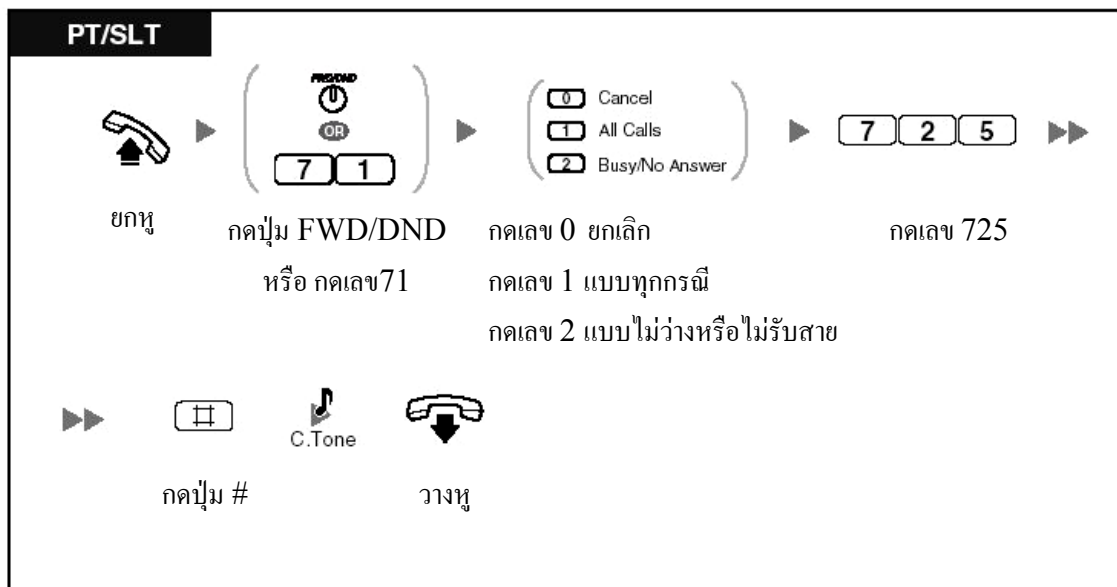 PT/SLT
FWD/DND
OR
7 1
0 Cancel
1 All Calls
2 Busy/No Answer
7 2 5
ยกหู
กดปุ่ม FWD/DND
หรือ กดเลข71
กดเลข 0 ยกเลิก
กดเลข 1 แบบทุกกรณี
กดเลข 2 แบบไม่ว่างหรือไม่รับสาย
กดเลข 725
#
C.Tone
กดปุ่ม #
วางหู